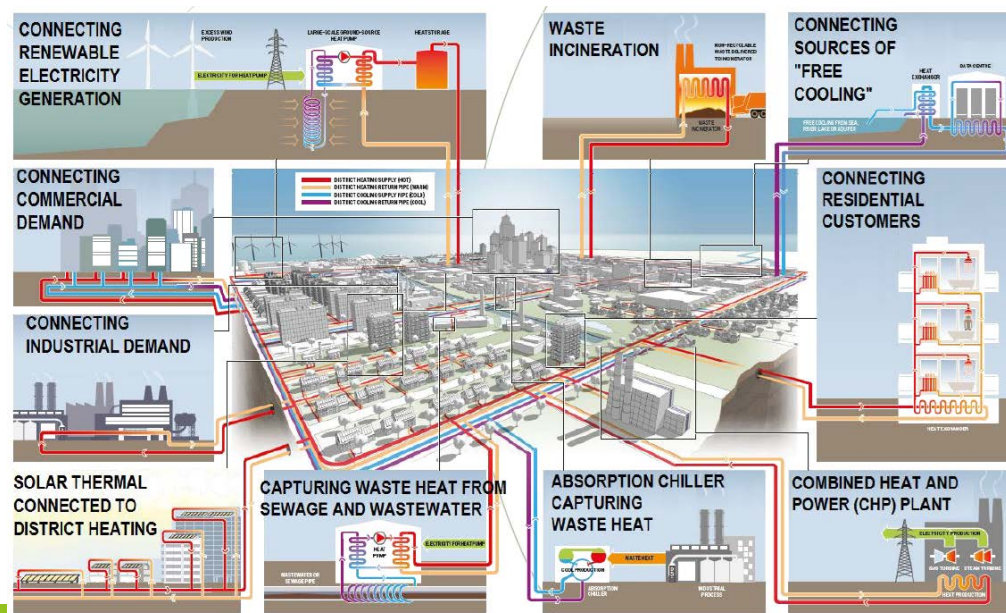 CONNECTING
RENEWABLE
ELECTRICITY
GENERATION
EXCESS WIND
PRODUCTION
LARGE-SCALE GROUND-SOURCE
HEAT PUMP
HEAT STORAGE
ELECTRICITY FOR HEAT PUMP
WASTE
INCINERATION
NON-RECYCLABLE
WASTE DELIVERED
TO INCINERATOR
WASTE
INCINERATOR
CONNECTING
SOURCES OF
"FREE
COOLING"
HEAT
EXHANGER
DATA CENTRE
FREE COOLING FROM SEA,
RIVER LAKE OR AQUIFER
DISTRICT HEATING SUPPLY (HOT)
DISTRICT HEATING RETURN PIPE (WARM)
DISTRICT COOLING SUPPLY PIPE (COLD)
DISTRICT COOLING RETURN PIPE (COOL)
CONNECTING
COMMERCIAL
DEMAND
CONNECTING
RESIDENTIAL
CUSTOMERS
HEAT EXHANGER
CONNECTING
INDUSTRIAL DEMAND
SOLAR THERMAL
CONNECTED TO
DISTRICT HEATING
CAPTURING WASTE HEAT FROM
SEWAGE AND WASTEWATER
HEAT
PUMP
ELECTRICITY FOR HEAT PUMP
WASTEWATER OR
SEWAGE PIPE
ABSORPTION CHILLER
CAPTURING
WASTE HEAT
WASTE HEAT
COOL PRODUCTION
ABSORPTION
CHILLER
INDUSTRIAL
PROCESS
COMBINED HEAT AND
POWER (CHP) PLANT
ELECTRICITY PRODUCTION
GAS TURBINE
STEAM TURBINE
HEAT PRODUCTION